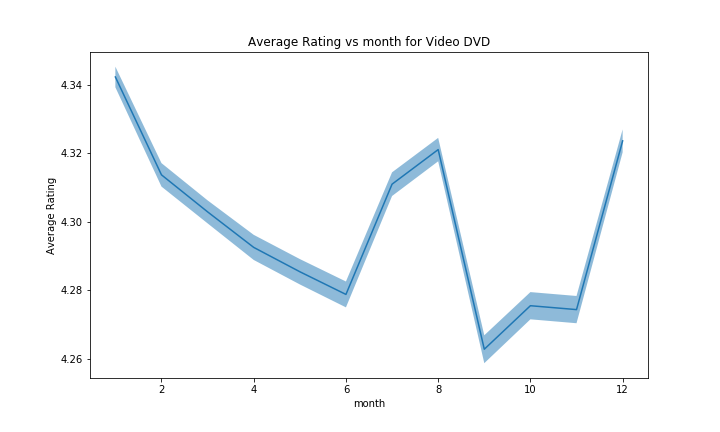 Average Rating vs month for Video DVD
Average Rating
4.34
4.32
4.30
4.28
4.26
2 4 6 8 10 12
month